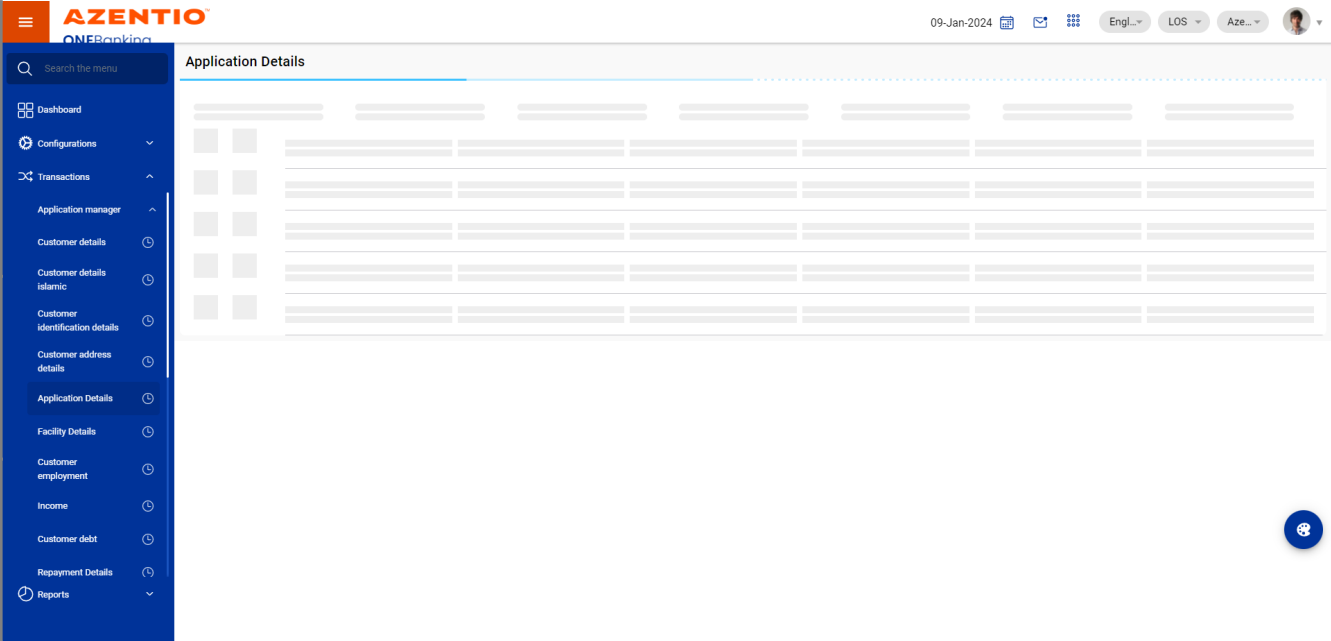 AZENTIO™
ONEBanking
09-Jan-2024
Engl...
LOS
Aze...
Search the menu
Application Details
Dashboard
Configurations
Transactions
Application manager
Customer details
Customer details
islamic
Customer
identification details
Customer address
details
Application Details
Facility Details
Customer
employment
Income
Customer debt
Repayment Details
Reports